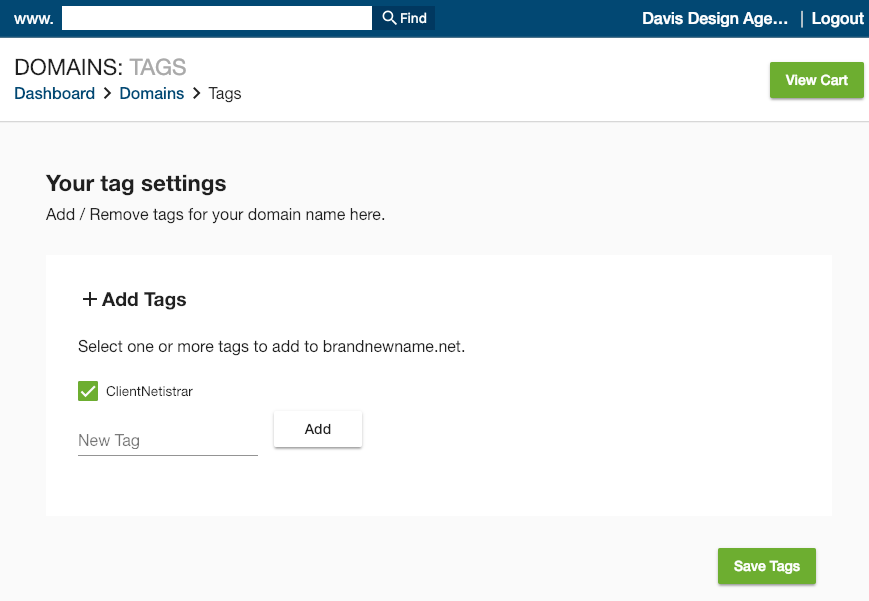 www. Find Davis Design Age... | Logout
DOMAINS: TAGS
View Cart
Dashboard > Domains > Tags
Your tag settings
Add / Remove tags for your domain name here.
+ Add Tags
Select one or more tags to add to brandnewname.net.
ClientNetistrar
New Tag
Add
Save Tags